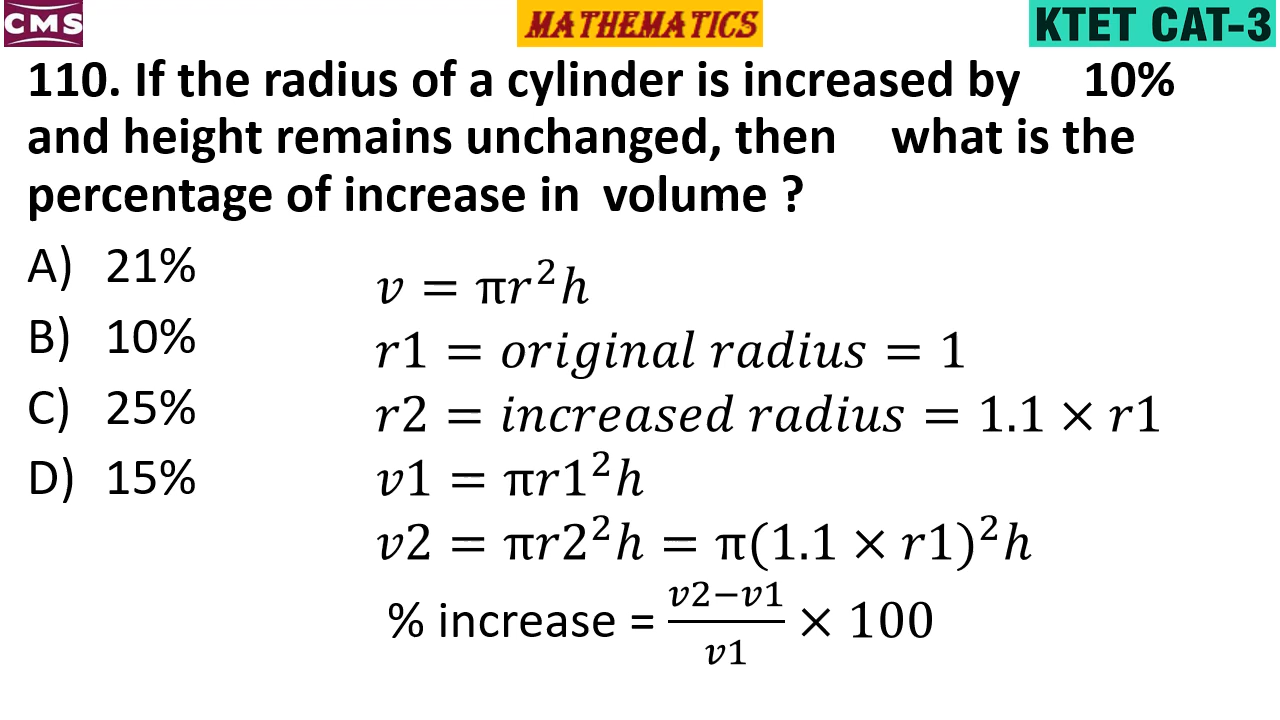 CMS
MATHEMATICS
KTET CAT-3
110. If the radius of a cylinder is increased by 10%
and height remains unchanged, then what is the
percentage of increase in volume ?
A) 21%
B) 10%
C) 25%
D) 15%
v = πr²h
r1 = original radius = 1
r2 = increased radius = 1.1 × r1
v1 = πr1²h
v2 = πr2²h = π(1.1 × r1)²h
% increase = (v2−v1)/v1 × 100